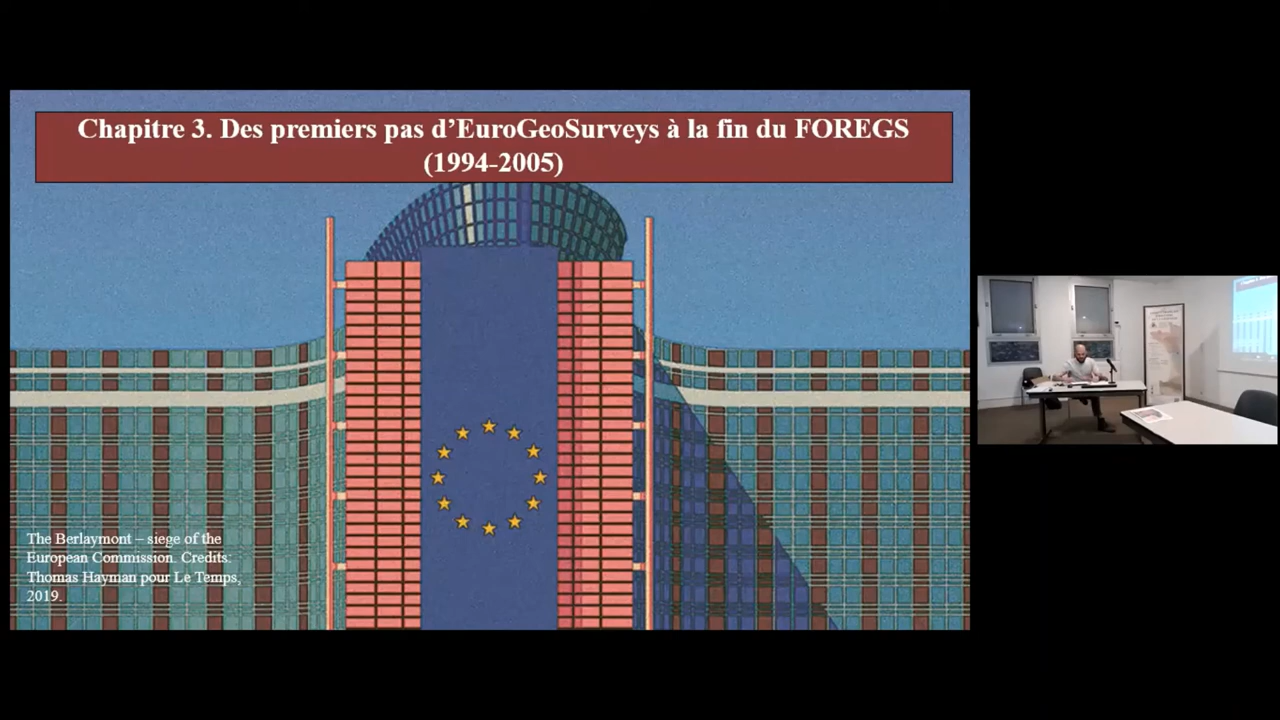 Chapitre 3. Des premiers pas d’EuroGeoSurveys à la fin du FOREGS
(1994-2005)
The Berlaymont – siege of the
European Commission. Credits:
Thomas Hayman pour Le Temps,
2019.